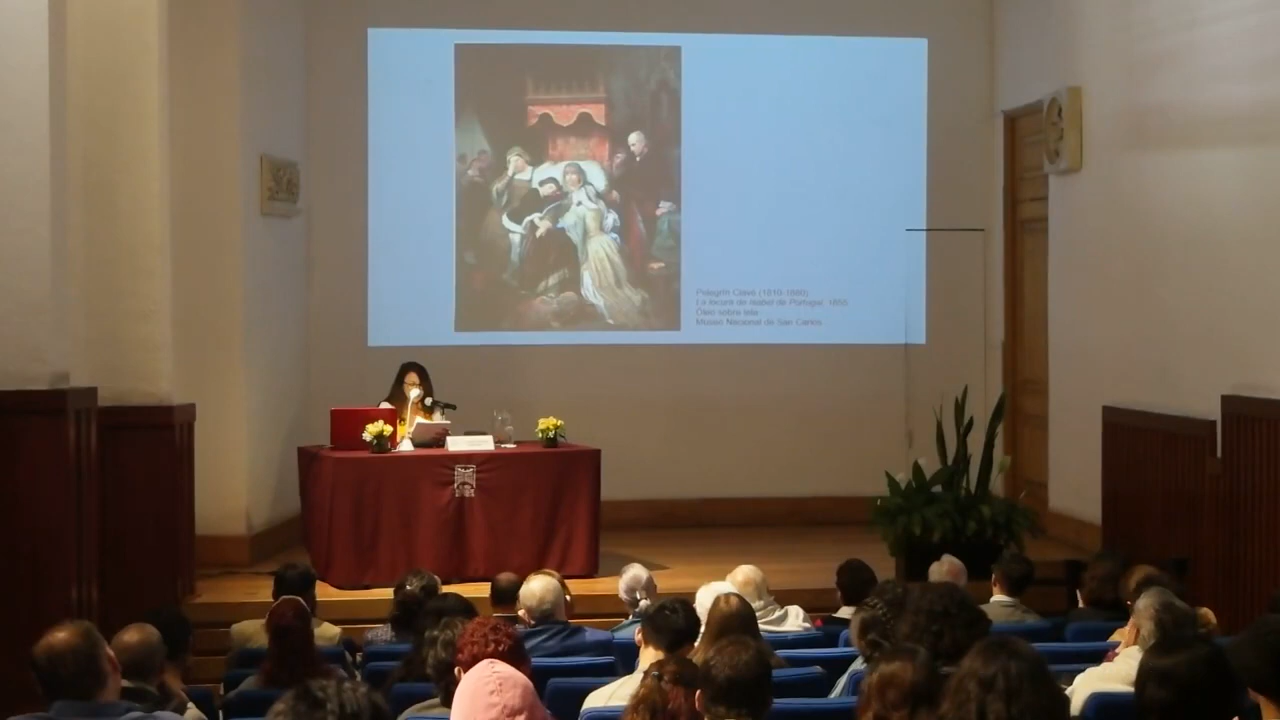 Pelegrín Clavé (1810-1880)
La locura de Isabel de Portugal, 1855
Óleo sobre tela
Museo Nacional de San Carlos